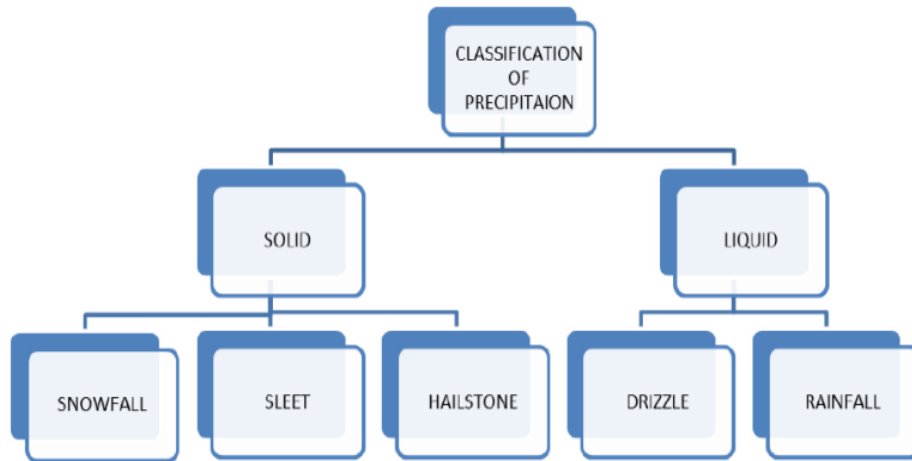 CLASSIFICATION
OF
PRECIPITAION
SOLID
LIQUID
SNOWFALL
SLEET
HAILSTONE
DRIZZLE
RAINFALL